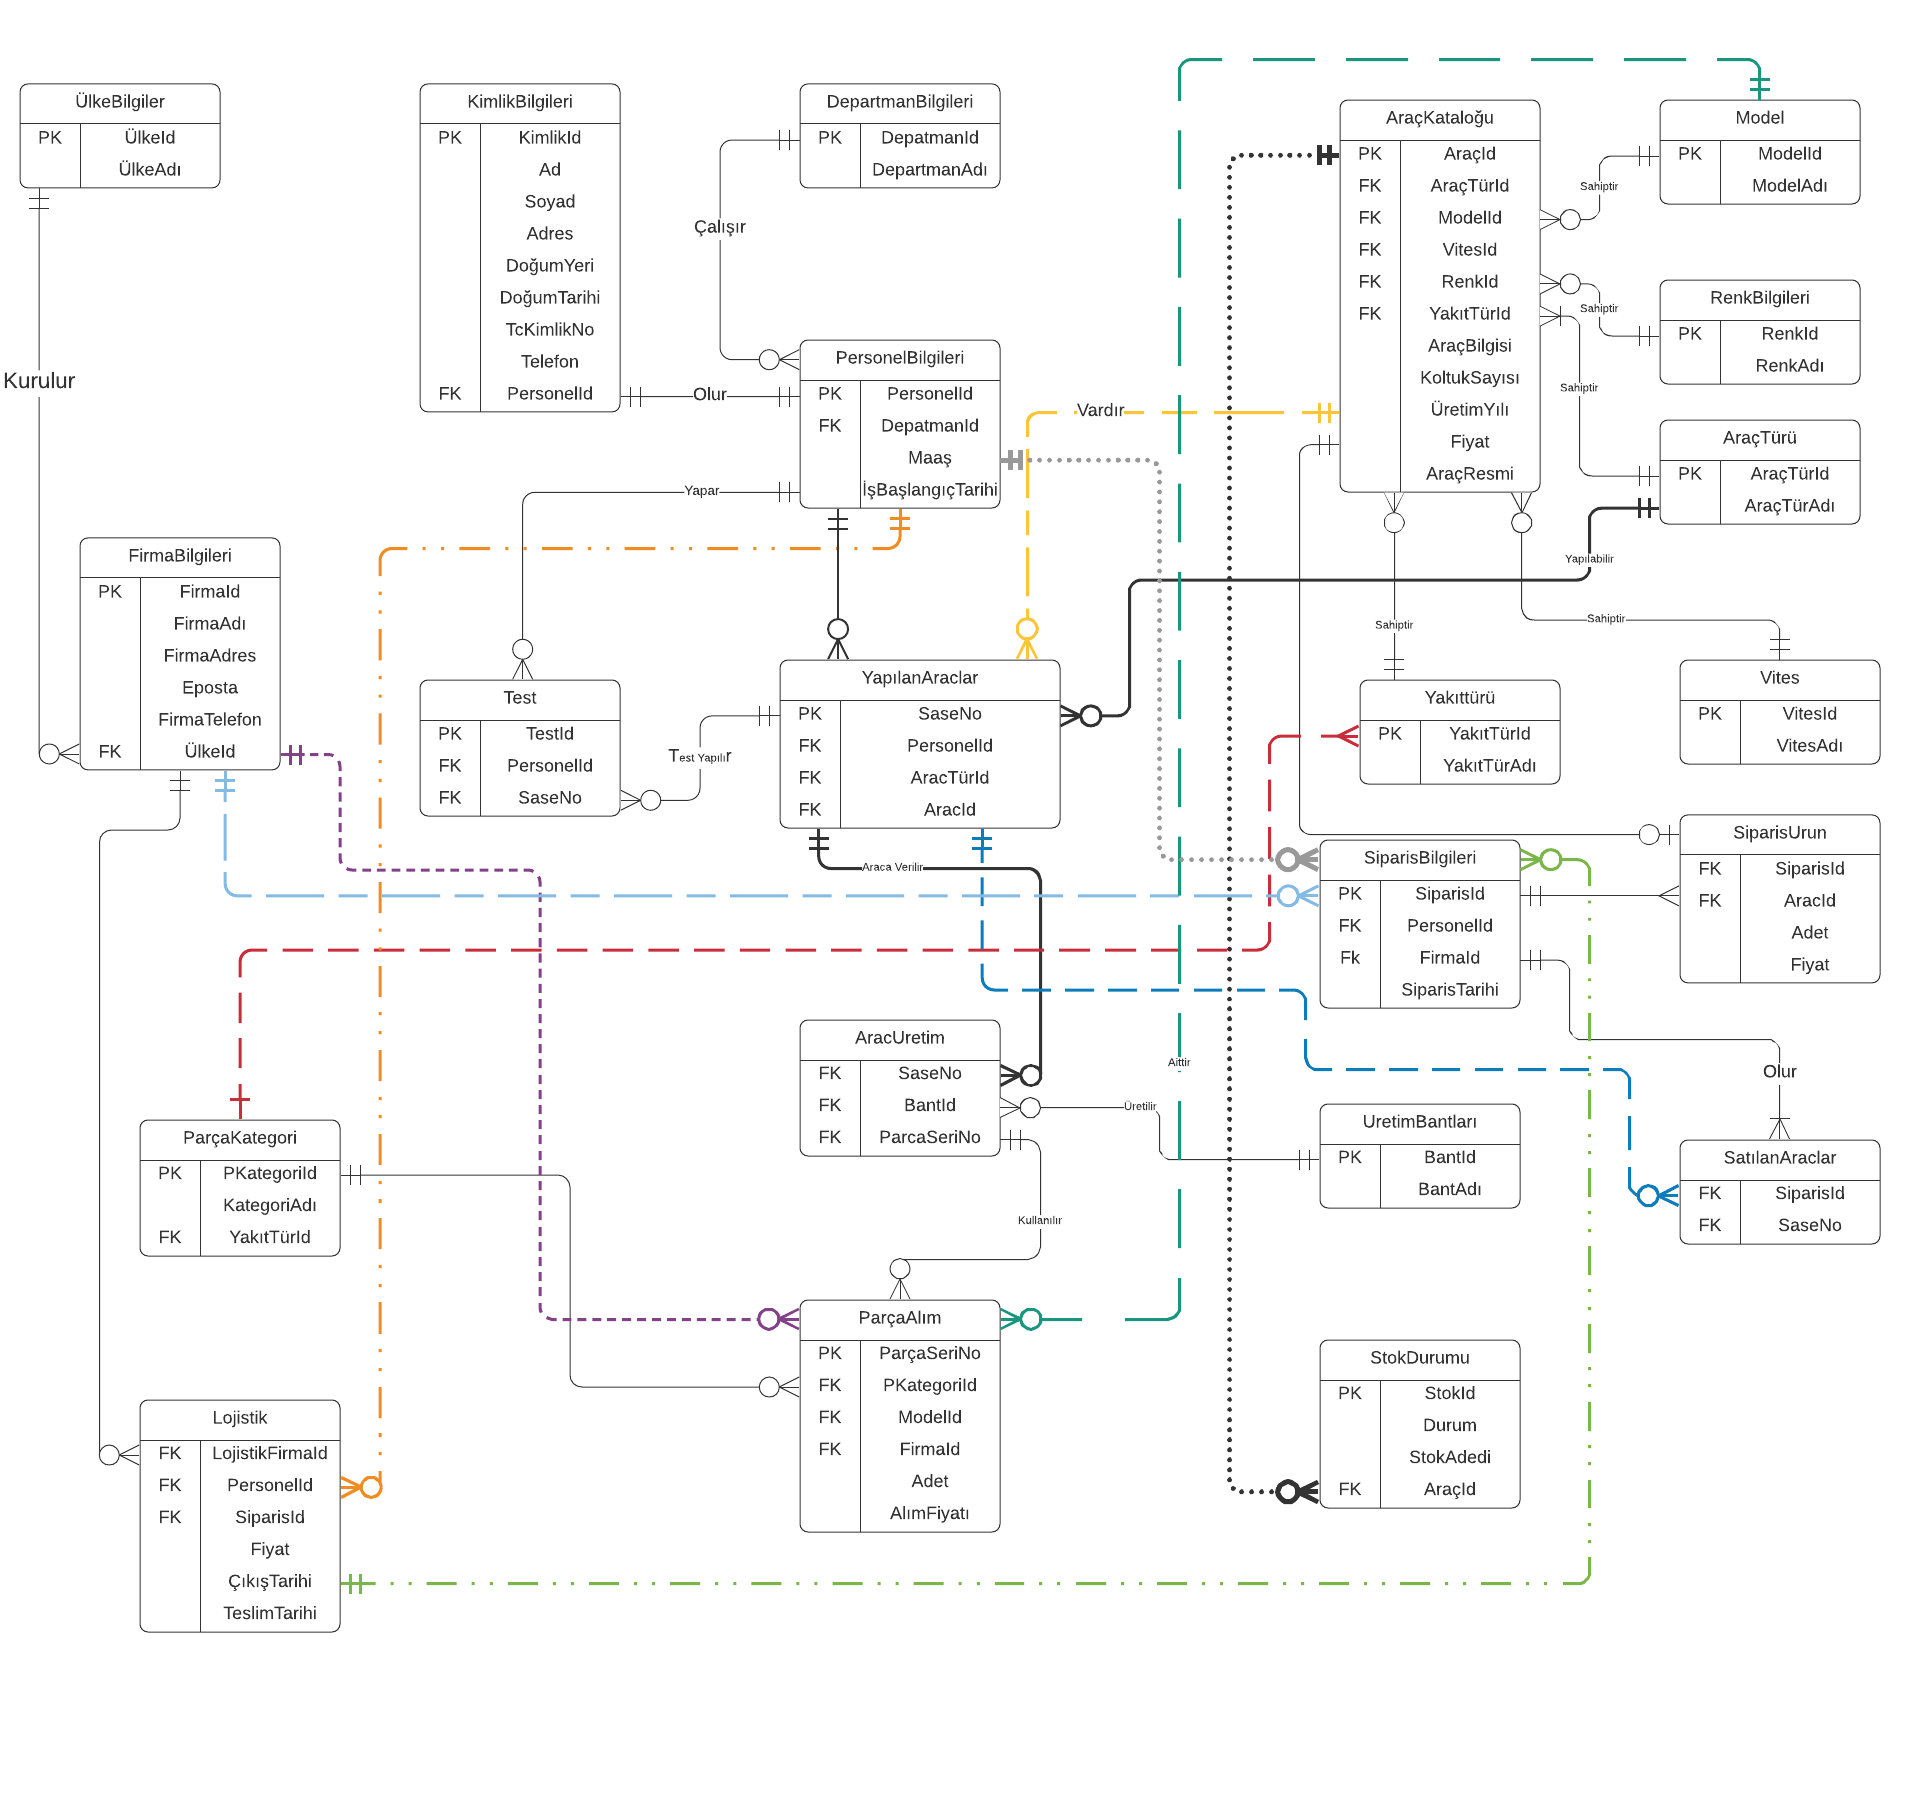 ÜlkeBilgiler
PK ÜlkeId
ÜlkeAdı
Kurulur
KimlikBilgileri
PK KimlikId
Ad
Soyad
Adres
DoğumYeri
DoğumTarihi
TcKimlikNo
Telefon
FK PersonelId
DepartmanBilgileri
PK DepatmanId
DepartmanAdı
Çalışır
Olur
PersonelBilgileri
PK PersonelId
FK DepatmanId
Maaş
İşBaşlangıçTarihi
Yapar
Vardır
AraçKataloğu
PK AraçId
FK AraçTürId
FK ModelId
FK VitesId
FK RenkId
FK YakıtTürId
AraçBilgisi
KoltukSayısı
ÜretimYılı
Fiyat
AraçResmi
Model
PK ModelId
ModelAdı
Sahiptir
RenkBilgileri
PK RenkId
RenkAdı
Sahiptir
Sahiptir
AraçTürü
PK AraçTürId
AraçTürAdı
Yapılabilir
Sahiptir
Sahiptir
FirmaBilgileri
PK FirmaId
FirmaAdı
FirmaAdres
Eposta
FirmaTelefon
FK ÜlkeId
Test
PK TestId
FK PersonelId
FK SaseNo
Test Yapılır
YapılanAraclar
PK SaseNo
FK PersonelId
FK AracTürId
FK AracId
Araca Verilir
Yakıttürü
PK YakıtTürId
YakıtTürAdı
Vites
PK VitesId
VitesAdı
SiparisBilgileri
PK SiparisId
FK PersonelId
Fk FirmaId
SiparisTarihi
SiparisUrun
FK SiparisId
FK AracId
Adet
Fiyat
Olur
AracUretim
FK SaseNo
FK BantId
FK ParcaSeriNo
Aittir
Üretilir
Kullanılır
UretimBantları
PK BantId
BantAdı
SatılanAraclar
FK SiparisId
FK SaseNo
ParçaKategori
PK PKategoriId
KategoriAdı
FK YakıtTürId
ParçaAlım
PK ParçaSeriNo
FK PKategoriId
FK ModelId
FK FirmaId
Adet
AlımFiyatı
StokDurumu
PK StokId
Durum
StokAdedi
FK AraçId
Lojistik
FK LojistikFirmaId
FK PersonelId
FK SiparisId
Fiyat
ÇıkışTarihi
TeslimTarihi